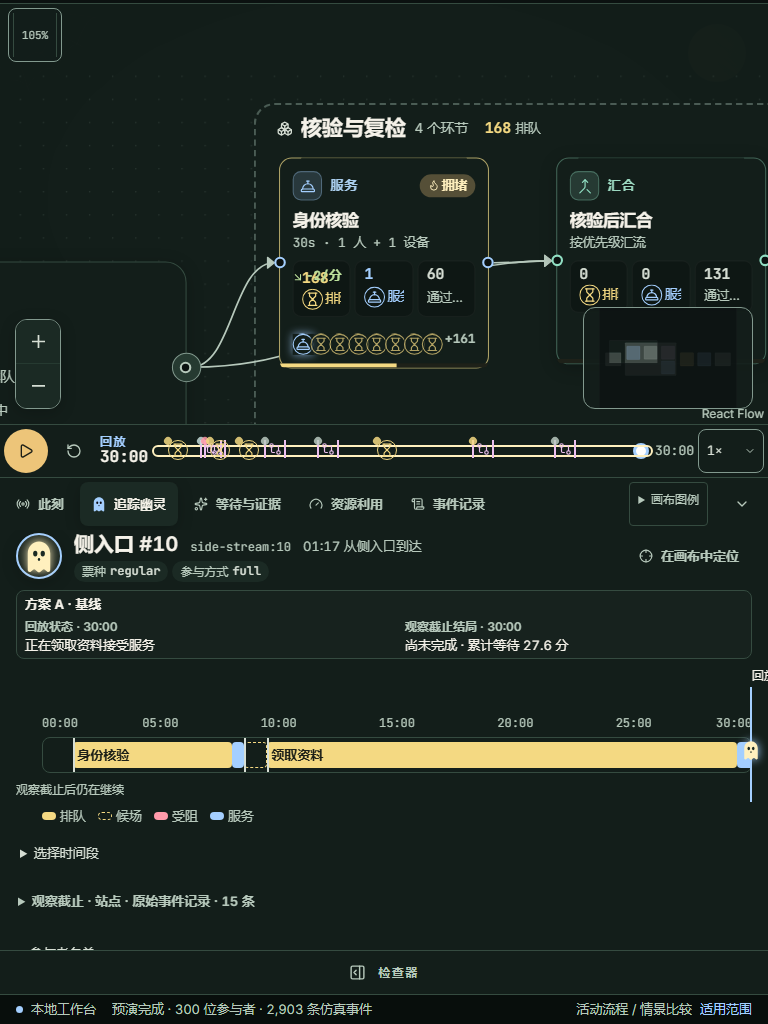 105%
核验与复检 4 个环节 168 排队
服务 拥堵
身份核验
30s · 1 人 + 1 设备
168
1
60
排
服
通过…
+161
汇合
核验后汇合
按优先级汇流
0
0
131
排
服
通过…
+
−
队
中
React Flow
回放
30:00
30:00
1×
此刻 追踪幽灵 等待与证据 资源利用 事件记录 ▶ 画布图例
侧入口 #10 side-stream:10 01:17 从侧入口到达
票种 regular 参与方式 full
在画布中定位
方案 A · 基线
回放状态 · 30:00 观察截止结局 · 30:00
正在领取资料接受服务 尚未完成 · 累计等待 27.6 分
回放
00:00 05:00 10:00 15:00 20:00 25:00 30:00
身份核验 领取资料
观察截止后仍在继续
排队 候场 受阻 服务
▶ 选择时间段
▶ 观察截止 · 站点 · 原始事件记录 · 15 条
检查器
本地工作台 预演完成 · 300 位参与者 · 2,903 条仿真事件 活动流程 / 情景比较 适用范围